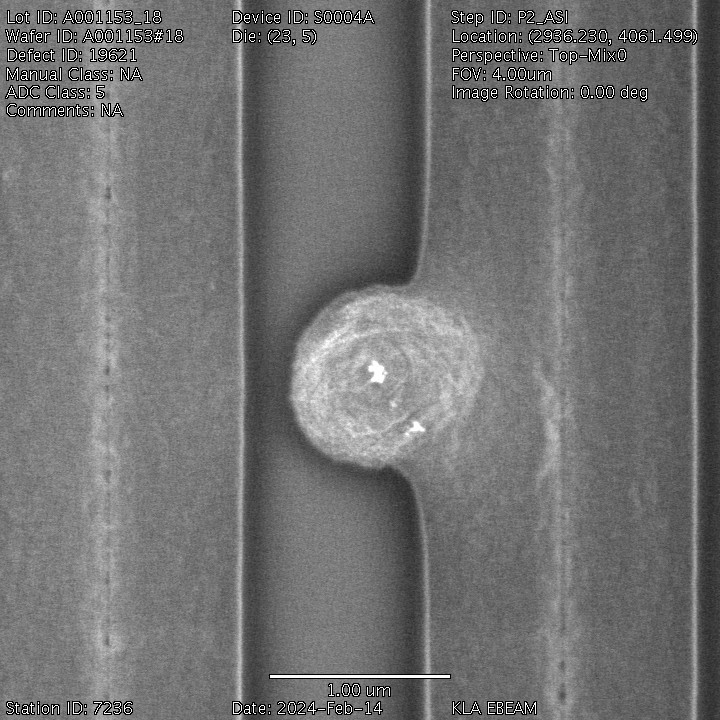 Lot ID: A001153_18 Device ID: S0004A Step ID: P2_ASI
Wafer ID: A001153#18 Die: (23, 5) Location: (2936.230, 4061.499)
Defect ID: 19621 Perspective: Top-Mix0
Manual Class: NA FOV: 4.00um
ADC Class: 5 Image Rotation: 0.00 deg
Comments: NA
1.00 um
Station ID: 7236 Date: 2024-Feb-14 KLA EBEAM